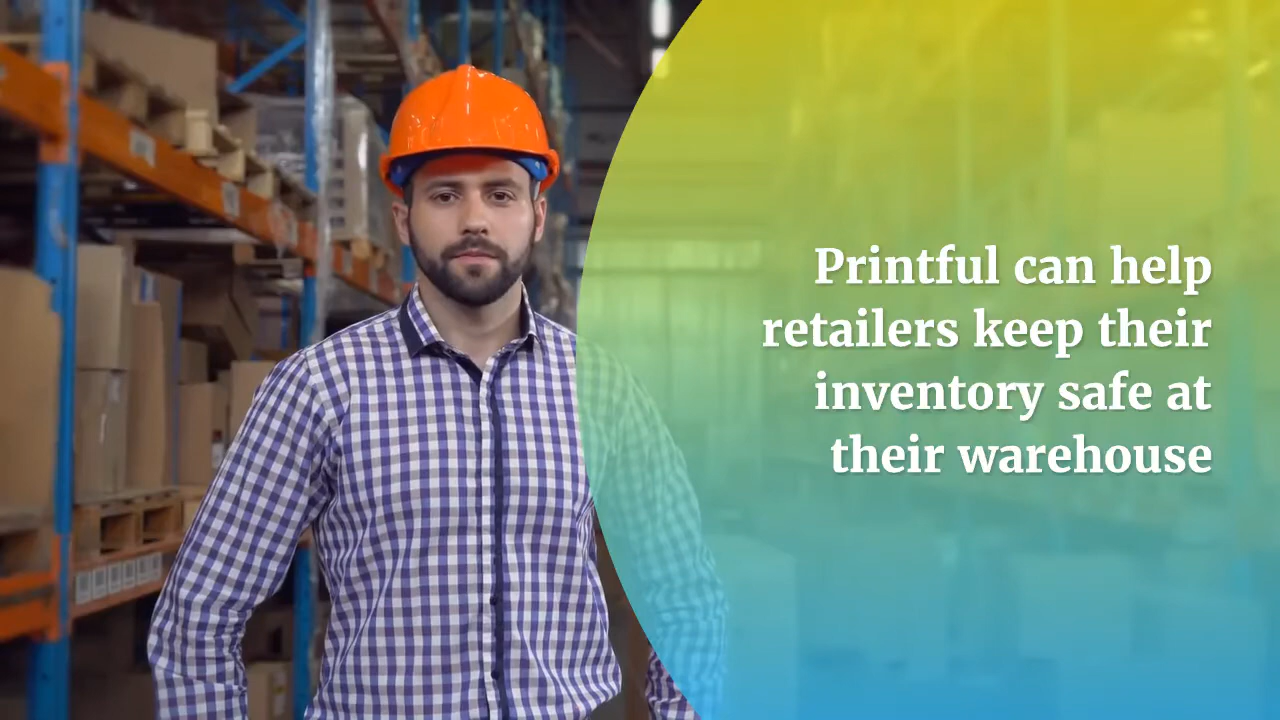 Printful can help
retailers keep their
inventory safe at
their warehouse